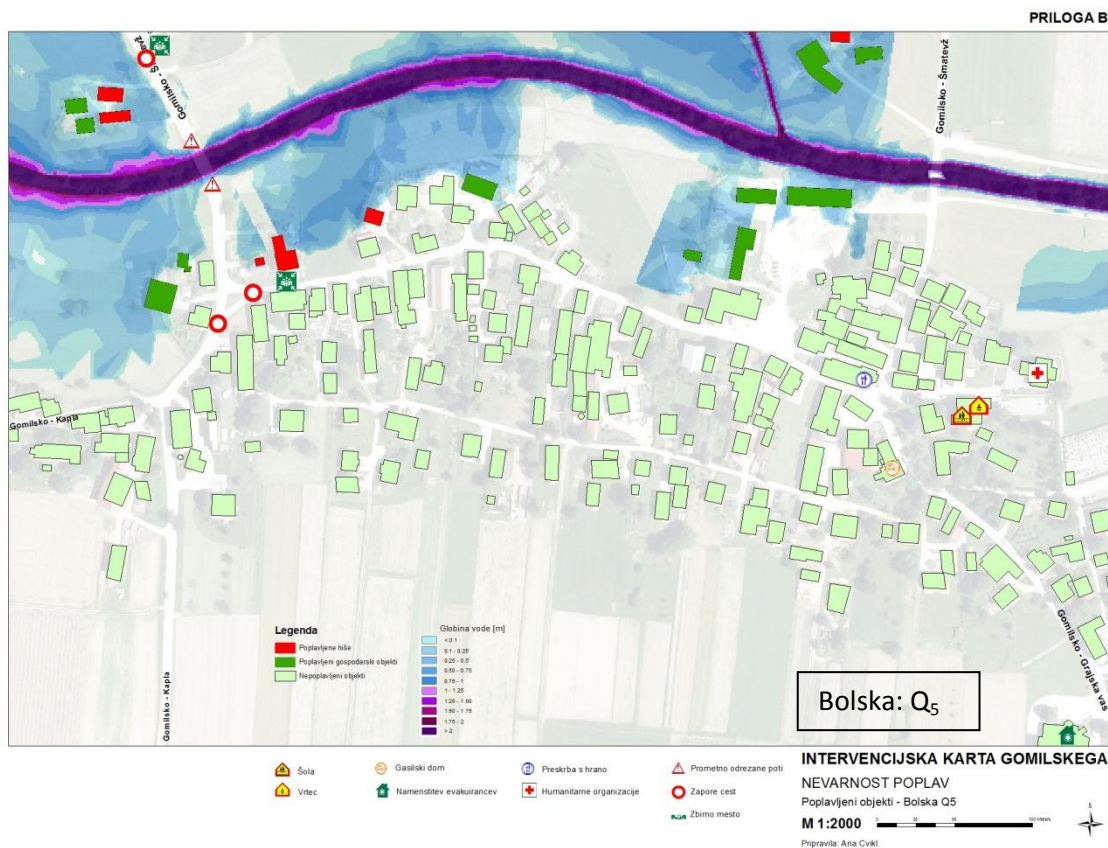 PRILOGA B
Gomilsko - Šmatevž
Gomilsko - Šmatevž
Gomilsko - Kapla
Gomilsko - Kapla
Gomilsko - Grajska vas
Legenda
Poplavljene hiše
Poplavljeni gospodarski objekti
Nepoplavljeni objekti
Globina vode [m]
< 0.1
0.1 - 0.25
0.25 - 0.5
0.50 - 0.75
0.75 - 1
1 - 1.25
1.25 - 1.50
1.50 - 1.75
1.75 - 2
> 2
Bolska: Q5
Šola
Vrtec
Gasilski dom
Namenstitev evakuirancev
Preskrba s hrano
Humanitarne organizacije
Prometno odrezane poti
Zapore cest
Zbirno mesto
INTERVENCIJSKA KARTA GOMILSKEGA
NEVARNOST POPLAV
Poplavljeni objekti - Bolska Q5
M 1:2000
Pripravila: Ana Cvikl